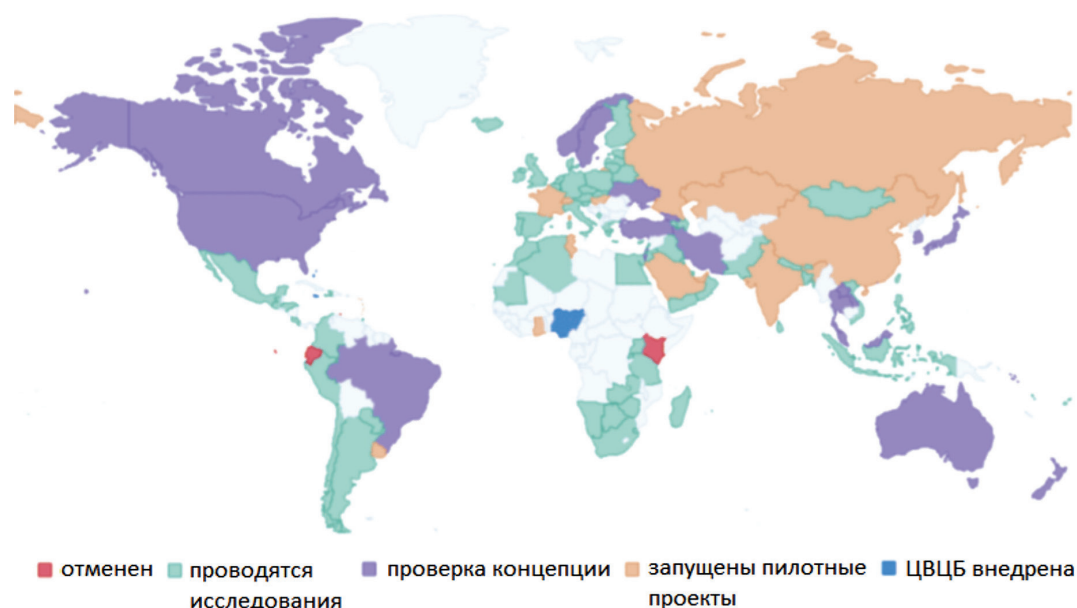 отменен
проводятся
исследования
проверка концепции
запущены пилотные
проекты
ЦВЦБ внедрена